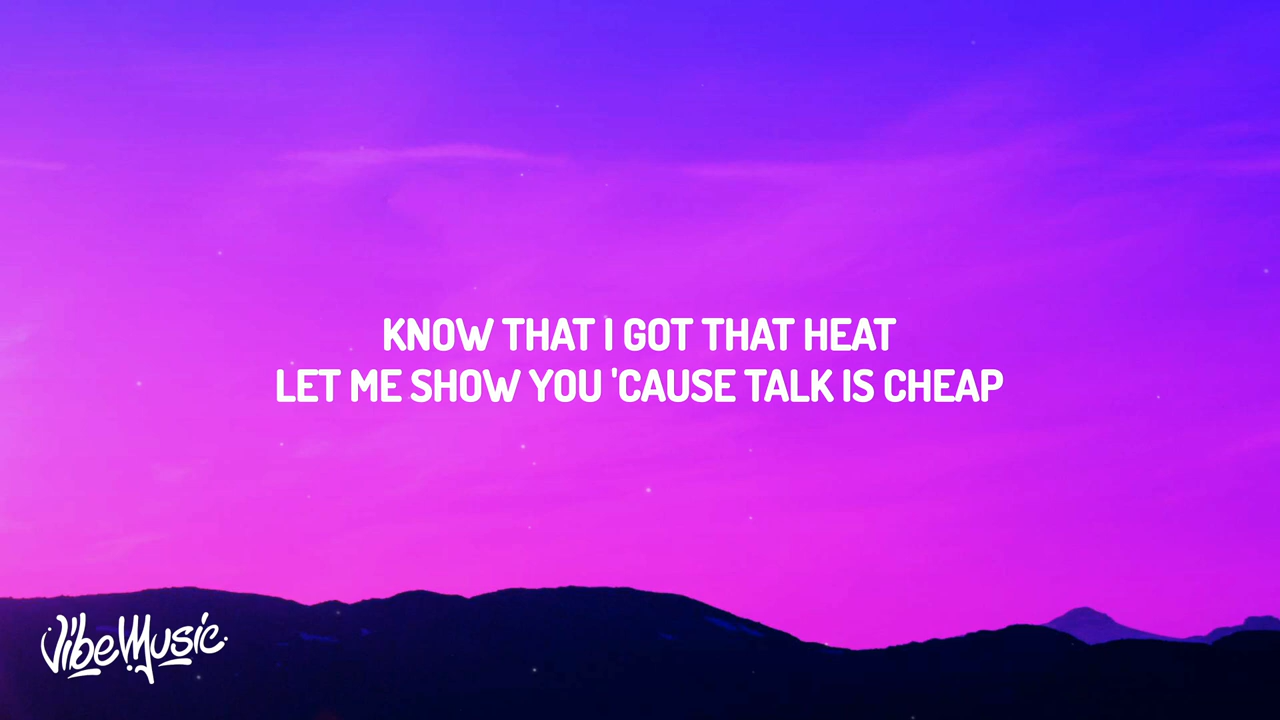 KNOW THAT I GOT THAT HEAT
LET ME SHOW YOU 'CAUSE TALK IS CHEAP
VibeMusic